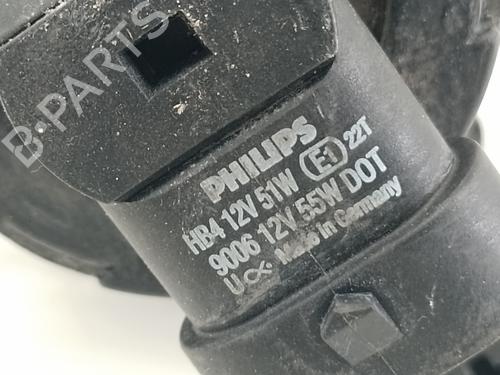 B-PARTS
PHILIPS
HB4 12V 51W E1 22T
9006 12V 55W DOT
Made in Germany